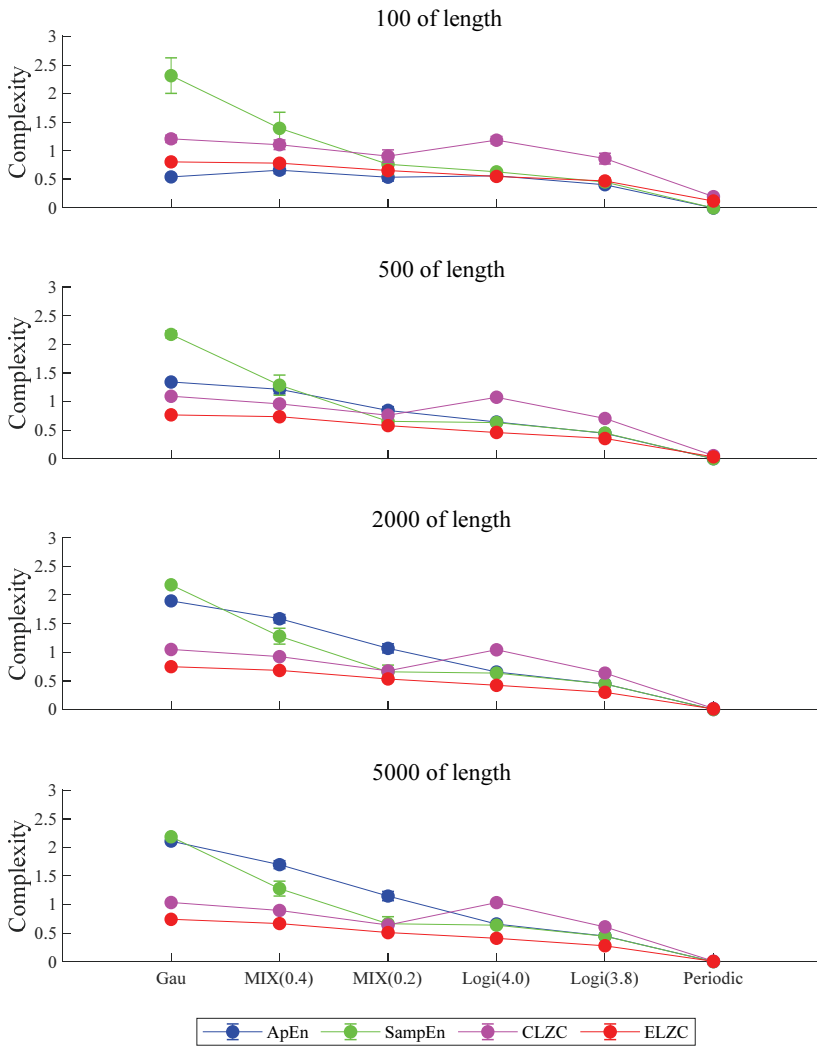 100 of length
Complexity
3
2.5
2
1.5
1
0.5
0
500 of length
Complexity
3
2.5
2
1.5
1
0.5
0
2000 of length
Complexity
3
2.5
2
1.5
1
0.5
0
5000 of length
Complexity
3
2.5
2
1.5
1
0.5
0
Gau MIX(0.4) MIX(0.2) Logi(4.0) Logi(3.8) Periodic
ApEn SampEn CLZC ELZC